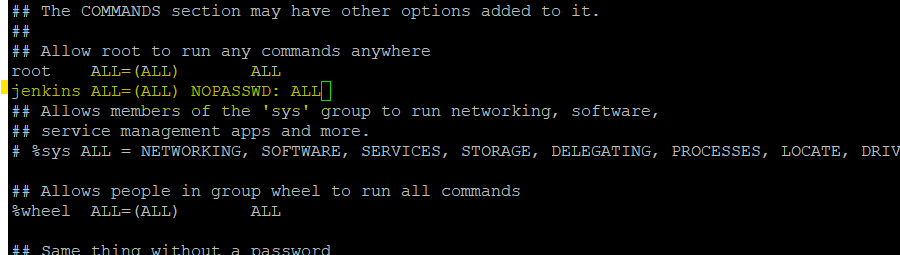 ## The COMMANDS section may have other options added to it.
##
## Allow root to run any commands anywhere
root    ALL=(ALL)       ALL
jenkins ALL=(ALL) NOPASSWD: ALL
## Allows members of the 'sys' group to run networking, software,
## service management apps and more.
# %sys ALL = NETWORKING, SOFTWARE, SERVICES, STORAGE, DELEGATING, PROCESSES, LOCATE, DRIV
## Allows people in group wheel to run all commands
%wheel  ALL=(ALL)       ALL
## Same thing without a password